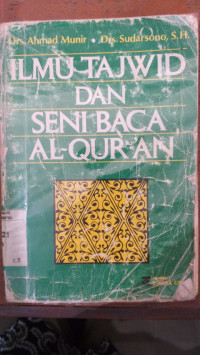 Drs. Ahmad Munir • Drs. Sudarsono, S.H.
ILMU TAJWID
DAN
SENI BACA
AL-QUR-AN